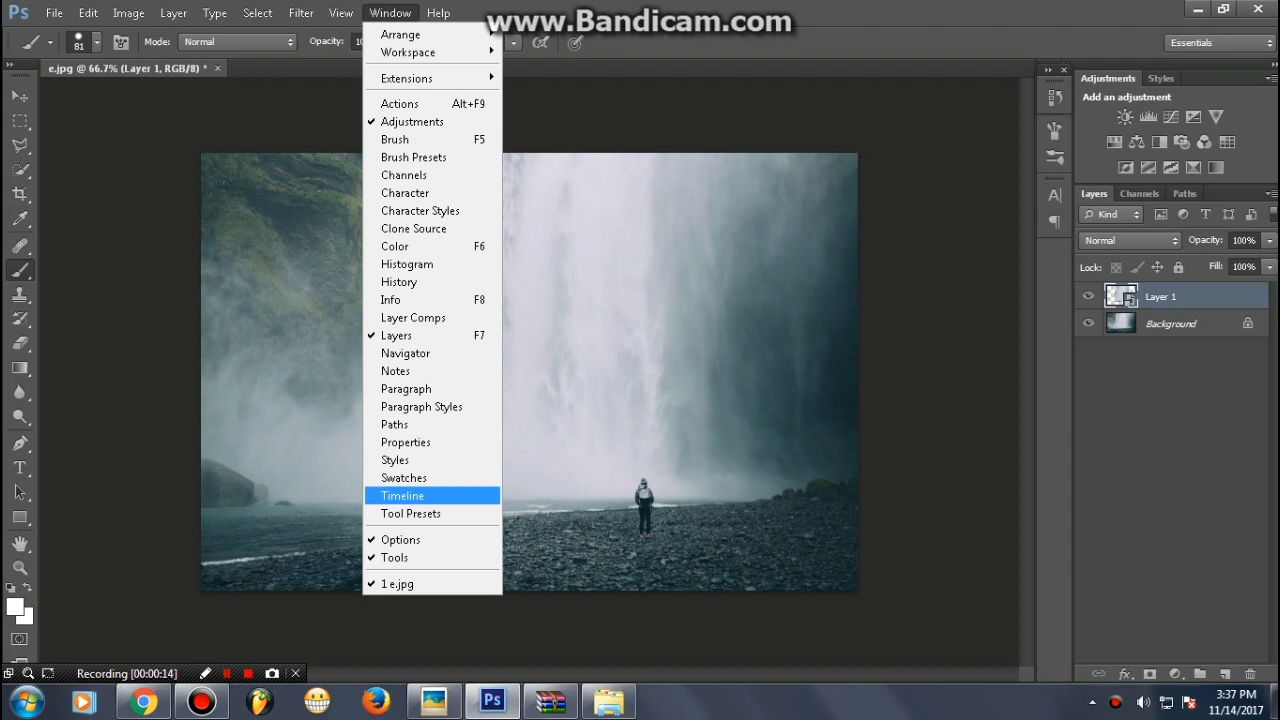 Ps File Edit Image Layer Type Select Filter View Window Help
www.Bandicam.com
81 Mode: Normal Opacity:
Essentials
e.jpg @ 66.7% (Layer 1, RGB/8) *
Arrange
Workspace
Extensions
Actions Alt+F9
Adjustments
Brush F5
Brush Presets
Channels
Character
Character Styles
Clone Source
Color F6
Histogram
History
Info F8
Layer Comps
Layers F7
Navigator
Notes
Paragraph
Paragraph Styles
Paths
Properties
Styles
Swatches
Timeline
Tool Presets
Options
Tools
1 e.jpg
Adjustments Styles
Add an adjustment
Layers Channels Paths
Kind
Normal Opacity: 100%
Lock: Fill: 100%
Layer 1
Background
Recording [00:00:14]
Ps
3:37 PM
11/14/2017